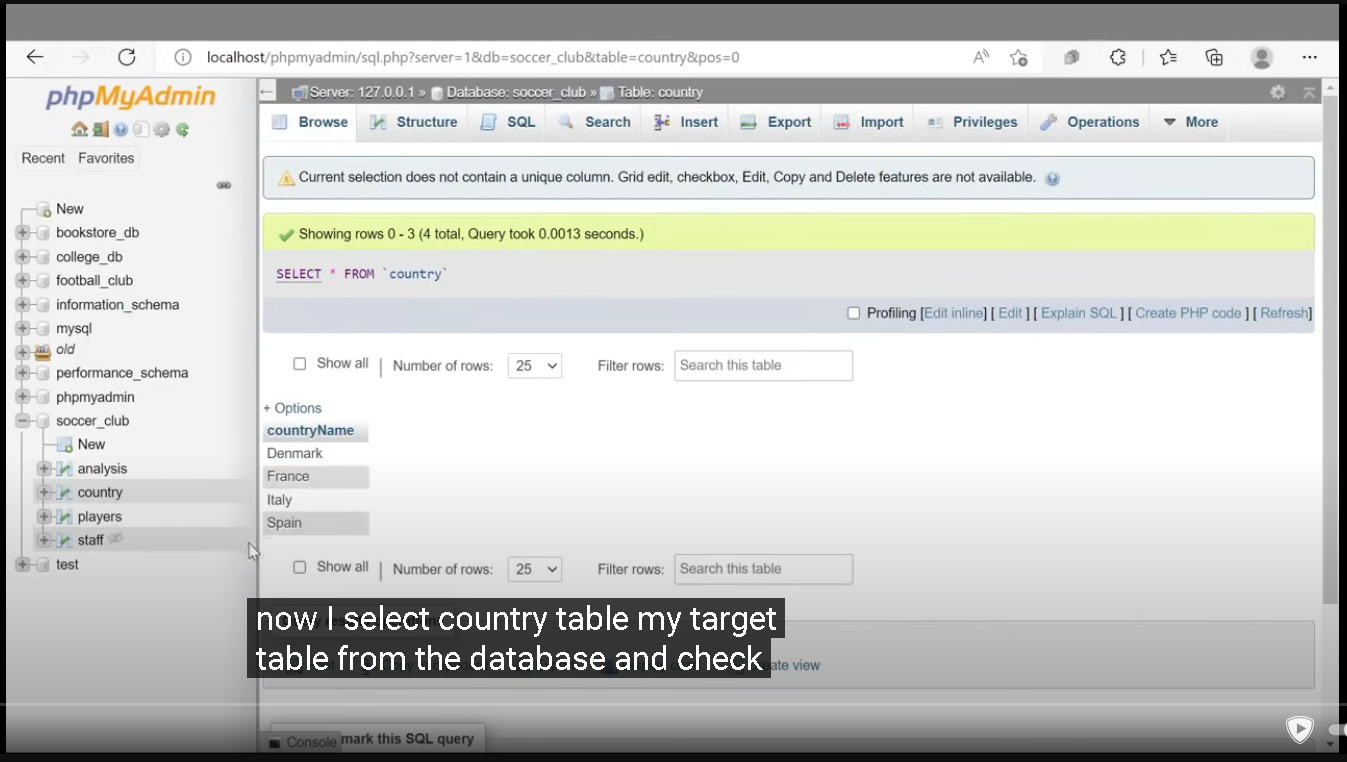 localhost/phpmyadmin/sql.php?server=1&db=soccer_club&table=country&pos=0
phpMyAdmin
Recent Favorites
New
bookstore_db
college_db
football_club
information_schema
mysql
old
performance_schema
phpmyadmin
soccer_club
New
analysis
country
players
staff
test
Server: 127.0.0.1 » Database: soccer_club » Table: country
Browse Structure SQL Search Insert Export Import Privileges Operations More
Current selection does not contain a unique column. Grid edit, checkbox, Edit, Copy and Delete features are not available.
Showing rows 0 - 3 (4 total, Query took 0.0013 seconds.)
SELECT * FROM `country`
Profiling [Edit inline] [ Edit ] [ Explain SQL ] [ Create PHP code ] [ Refresh]
Show all | Number of rows: 25 Filter rows: Search this table
+ Options
countryName
Denmark
France
Italy
Spain
Show all | Number of rows: 25 Filter rows: Search this table
now I select country table my target
table from the database and check
view
Console mark this SQL query